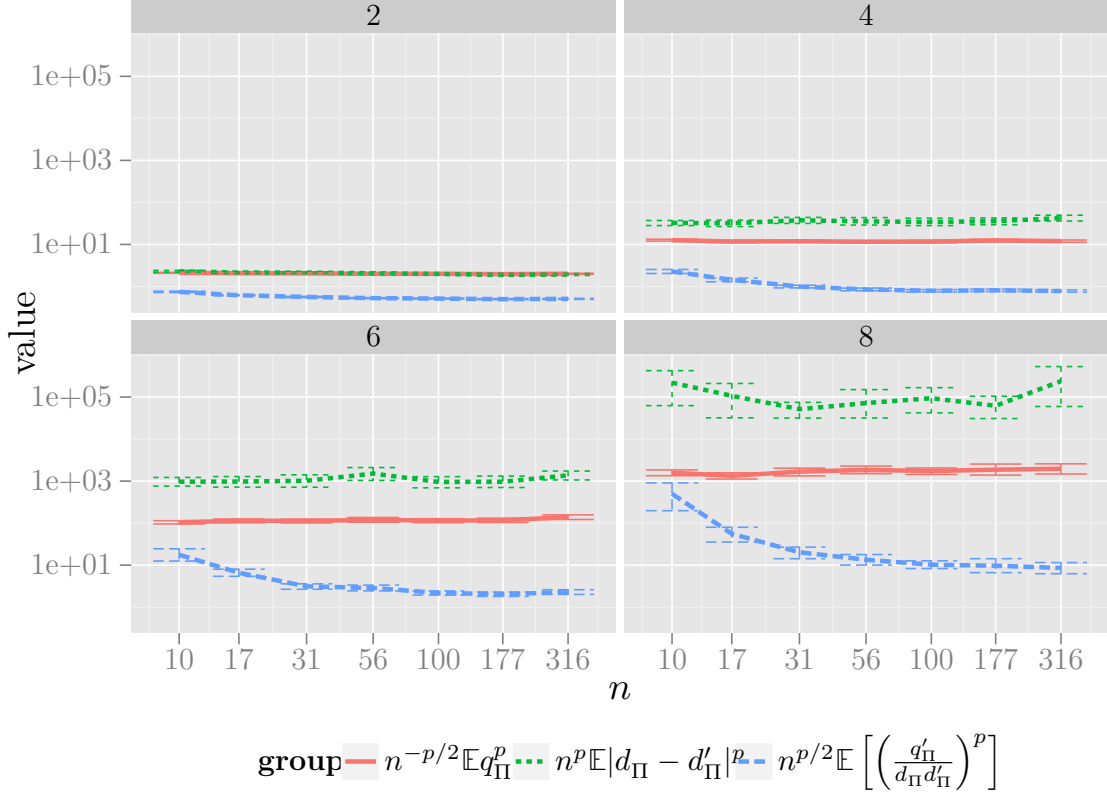 2 4
1e+05
1e+03
1e+01
value
6 8
1e+05
1e+03
1e+01
10 17 31 56 100 177 316 10 17 31 56 100 177 316
n
group n^{-p/2}𝔼q_Π^p n^p𝔼|d_Π − d′_Π|^p n^{p/2}𝔼[(q′_Π/(d_Πd′_Π))^p]